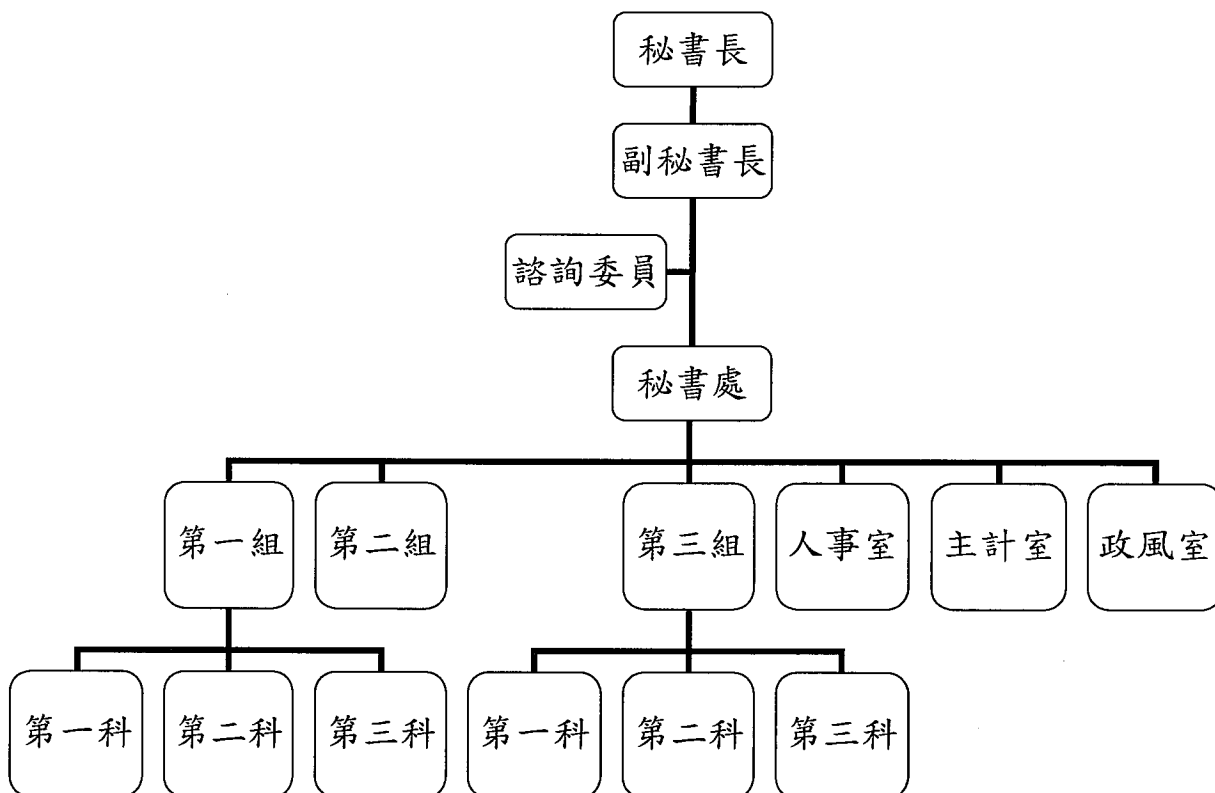 秘書長
副秘書長
諮詢委員
秘書處
第一組
第二組
第三組
人事室
主計室
政風室
第一科
第二科
第三科
第一科
第二科
第三科